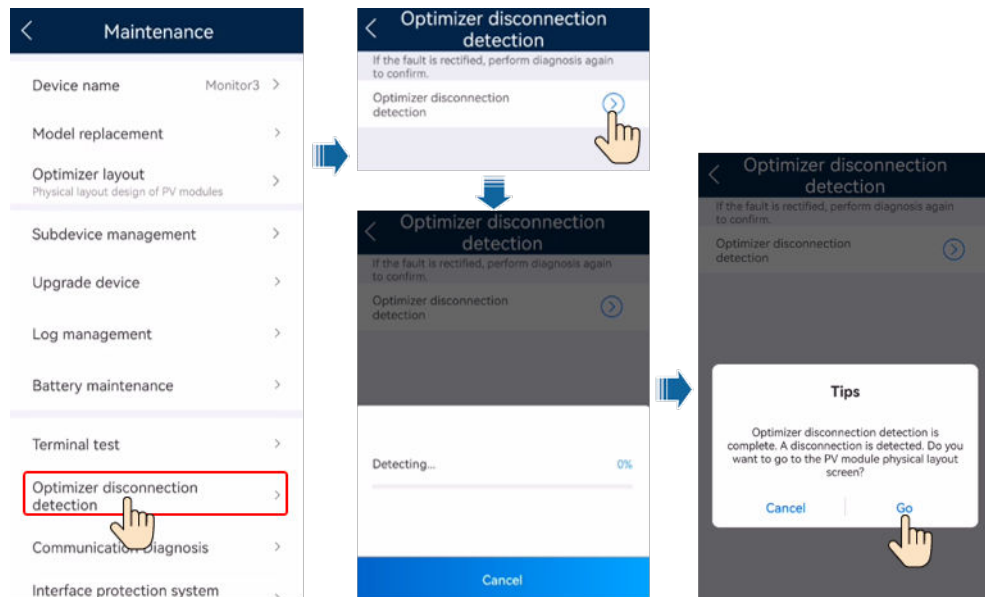 Maintenance
Device name Monitor3
Model replacement
Optimizer layout
Physical layout design of PV modules
Subdevice management
Upgrade device
Log management
Battery maintenance
Terminal test
Optimizer disconnection
detection
Communication Diagnosis
Interface protection system
Optimizer disconnection
detection
If the fault is rectified, perform diagnosis again
to confirm.
Optimizer disconnection
detection
Optimizer disconnection
detection
If the fault is rectified, perform diagnosis again
to confirm.
Optimizer disconnection
detection
Detecting... 0%
Cancel
Optimizer disconnection
detection
If the fault is rectified, perform diagnosis again
to confirm.
Optimizer disconnection
detection
Tips
Optimizer disconnection detection is
complete. A disconnection is detected. Do you
want to go to the PV module physical layout
screen?
Cancel Go